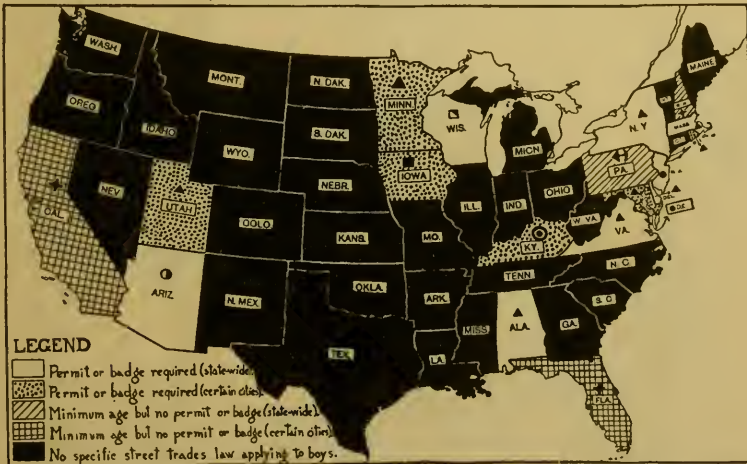 WASH.
MONT.
N. DAK.
MINN.
MAINE
OREG
IDAHO
S. DAK.
WIS.
MICH
N.Y
MASS
WYO.
NEBR.
IOWA
PA.
NEV.
UTAH
COLO.
ILL.
IND.
OHIO
W. VA.
CAL.
KANS.
MO.
KY.
VA.
DEL.
D.C.
ARIZ
N. MEX.
OKLA.
ARK.
TENN.
N. C.
S. C
TEX.
LA.
MISS
ALA.
GA.
FLA.
LEGEND
Permit or badge required (state-wide).
Permit or badge required (certain cities).
Minimum age but no permit or badge (state-wide).
Minimum age but no permit or badge (certain cities).
No specific street trades law applying to boys.